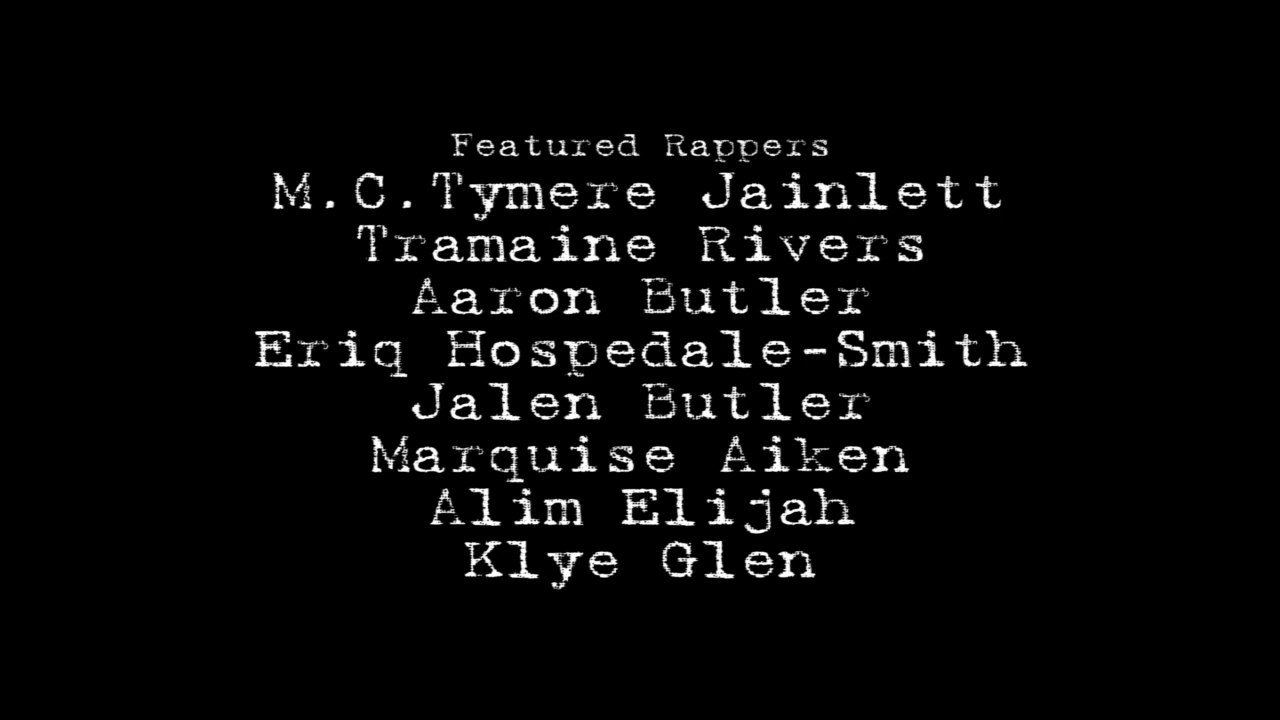 Featured Rappers
M.C.Tymere Jainlett
Tramaine Rivers
Aaron Butler
Eriq Hospedale-Smith
Jalen Butler
Marquise Aiken
Alim Elijah
Klye Glen